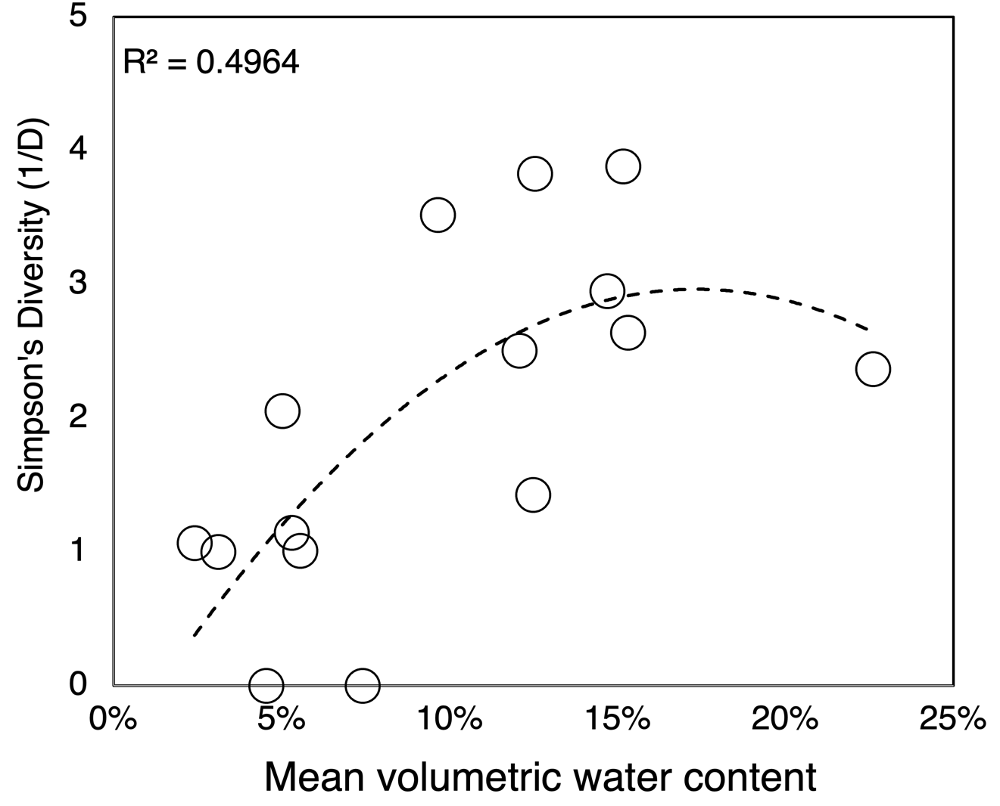 5
R² = 0.4964
4
3
2
1
0
Simpson's Diversity (1/D)
0% 5% 10% 15% 20% 25%
Mean volumetric water content